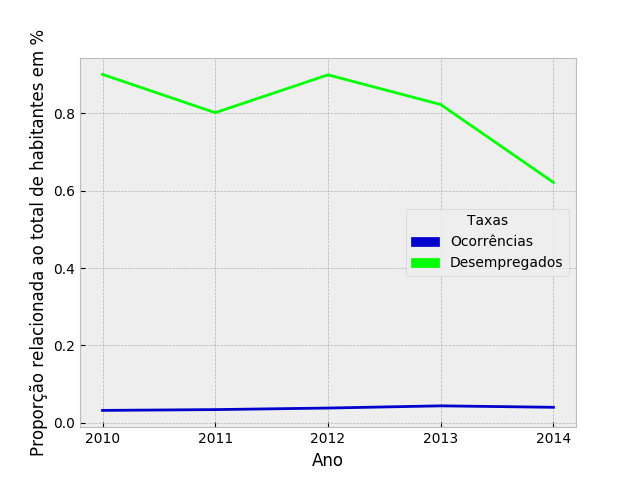 Proporção relacionada ao total de habitantes em %
0.8
0.6
0.4
0.2
0.0
Taxas
Ocorrências
Desempregados
2010 2011 2012 2013 2014
Ano